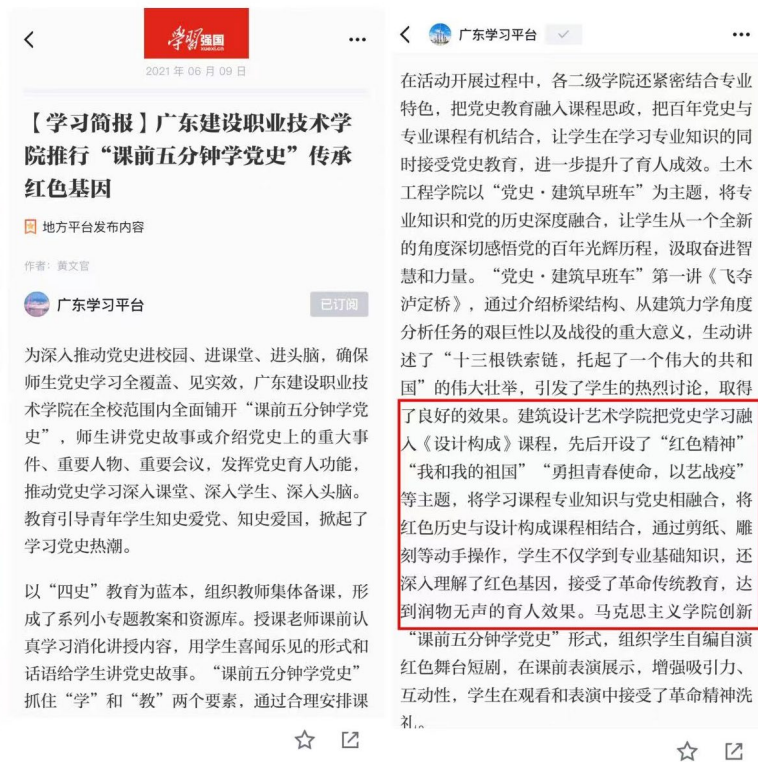 学习强国
xuexi.cn
2021年06月09日
【学习简报】广东建设职业技术学
院推行“课前五分钟学党史”传承
红色基因
地方平台发布内容
作者：黄文官
广东学习平台
已订阅
为深入推动党史进校园、进课堂、进头脑，确保
师生党史学习全覆盖、见实效，广东建设职业技
术学院在全校范围内全面铺开“课前五分钟学党
史”，师生讲党史故事或介绍党史上的重大事
件、重要人物、重要会议，发挥党史育人功能，
推动党史学习深入课堂、深入学生、深入头脑。
教育引导青年学生知史爱党、知史爱国，掀起了
学习党史热潮。
以“四史”教育为蓝本，组织教师集体备课，形
成了系列小专题教案和资源库。授课老师课前认
真学习消化讲授内容，用学生喜闻乐见的形式和
话语给学生讲党史故事。“课前五分钟学党史”
抓住“学”和“教”两个要素，通过合理安排课
广东学习平台
在活动开展过程中，各二级学院还紧密结合专业
特色，把党史教育融入课程思政，把百年党史与
专业课程有机结合，让学生在学习专业知识的同
时接受党史教育，进一步提升了育人成效。土木
工程学院以“党史·建筑早班车”为主题，将专
业知识和党的历史深度融合，让学生从一个全新
的角度深切感悟党的百年光辉历程，汲取奋进智
慧和力量。“党史·建筑早班车”第一讲《飞夺
泸定桥》，通过介绍桥梁结构、从建筑力学角度
分析任务的艰巨性以及战役的重大意义，生动讲
述了“十三根铁索链，托起了一个伟大的共和
国”的伟大壮举，引发了学生的热烈讨论，取得
了良好的效果。建筑设计艺术学院把党史学习融
入《设计构成》课程，先后开设了“红色精神”
“我和我的祖国”“勇担青春使命，以艺战疫”
等主题，将学习课程专业知识与党史相融合，将
红色历史与设计构成课程相结合，通过剪纸、雕
刻等动手操作，学生不仅学到专业基础知识，还
深入理解了红色基因，接受了革命传统教育，达
到润物无声的育人效果。马克思主义学院创新
“课前五分钟学党史”形式，组织学生自编自演
红色舞台短剧，在课前表演展示，增强吸引力、
互动性，学生在观看和表演中接受了革命精神洗
礼。